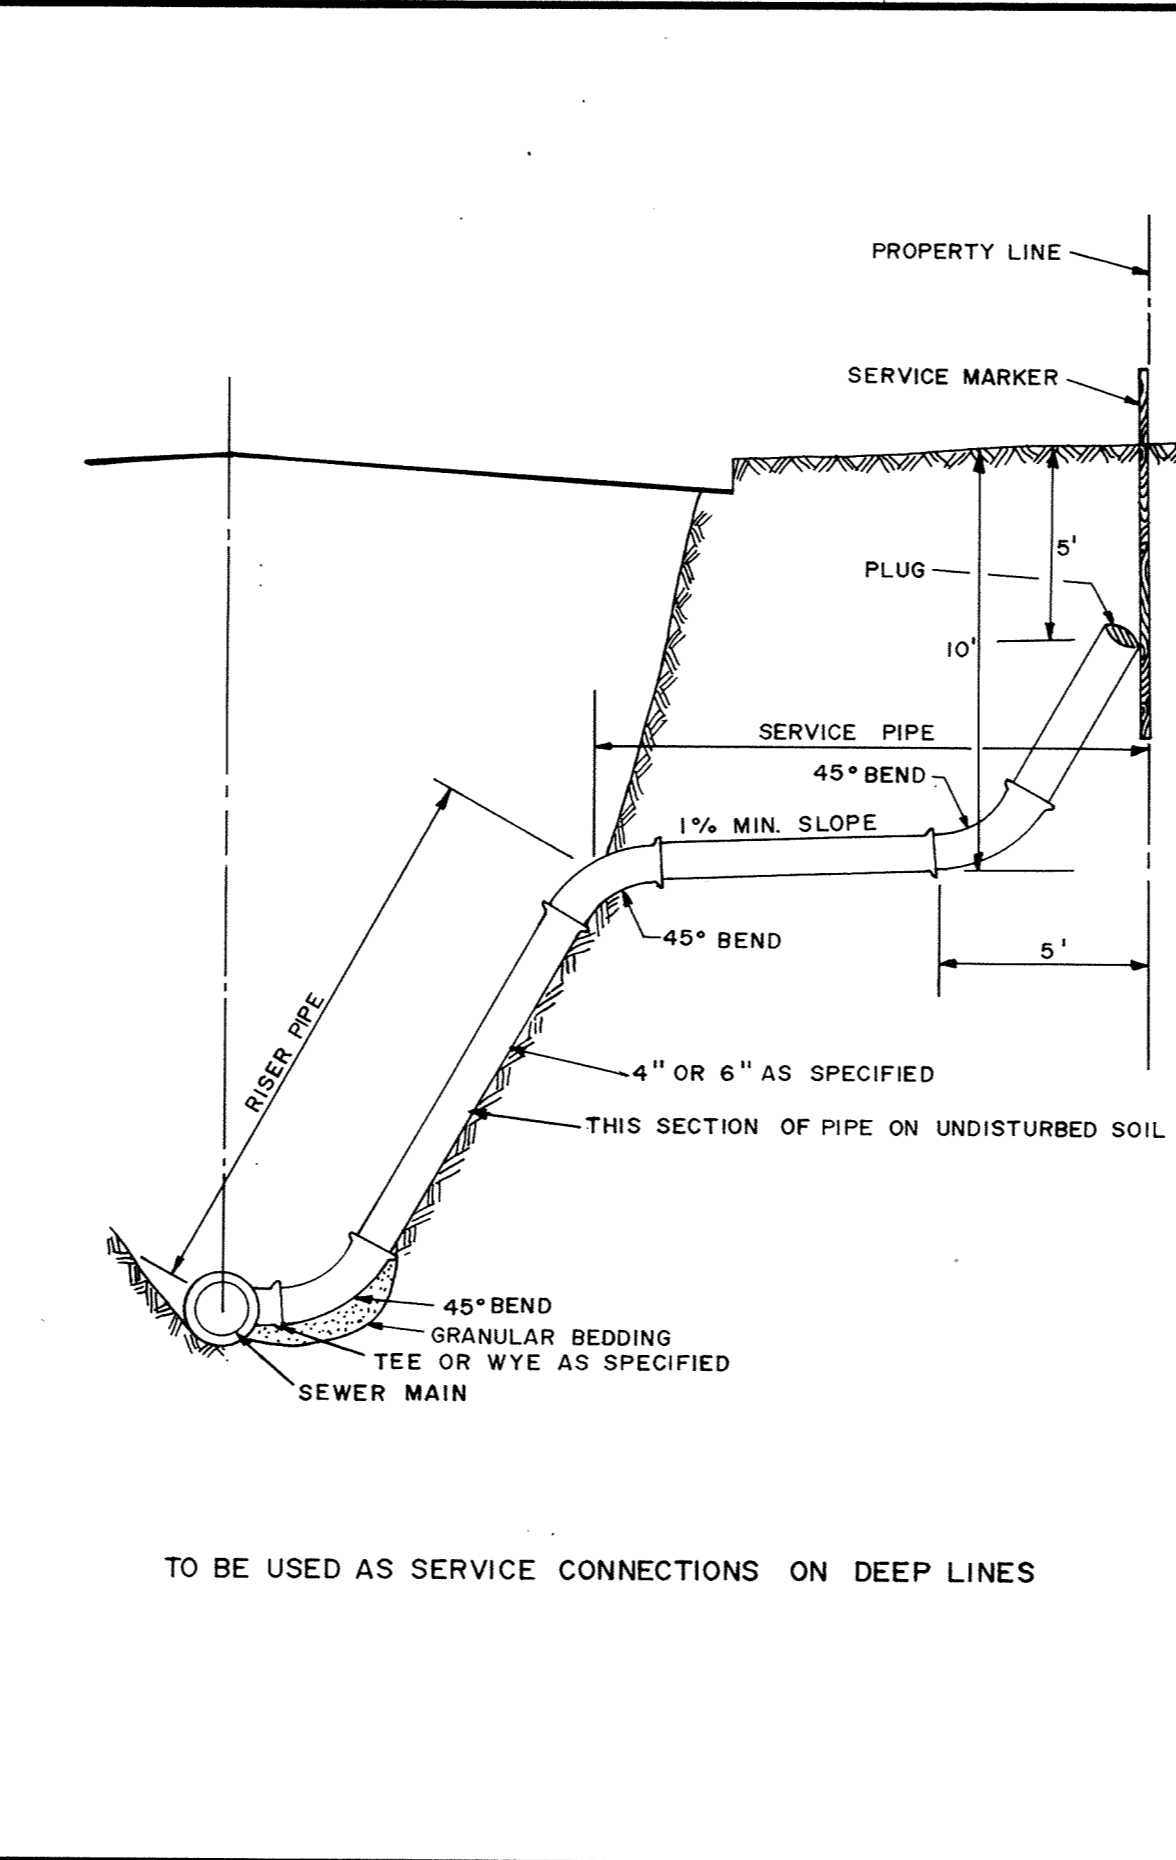 PROPERTY LINE
SERVICE MARKER
5'
PLUG
10'
SERVICE PIPE
45° BEND
1% MIN. SLOPE
45° BEND
5'
RISER PIPE
4" OR 6" AS SPECIFIED
THIS SECTION OF PIPE ON UNDISTURBED SOIL
45° BEND
GRANULAR BEDDING
TEE OR WYE AS SPECIFIED
SEWER MAIN
TO BE USED AS SERVICE CONNECTIONS ON DEEP LINES